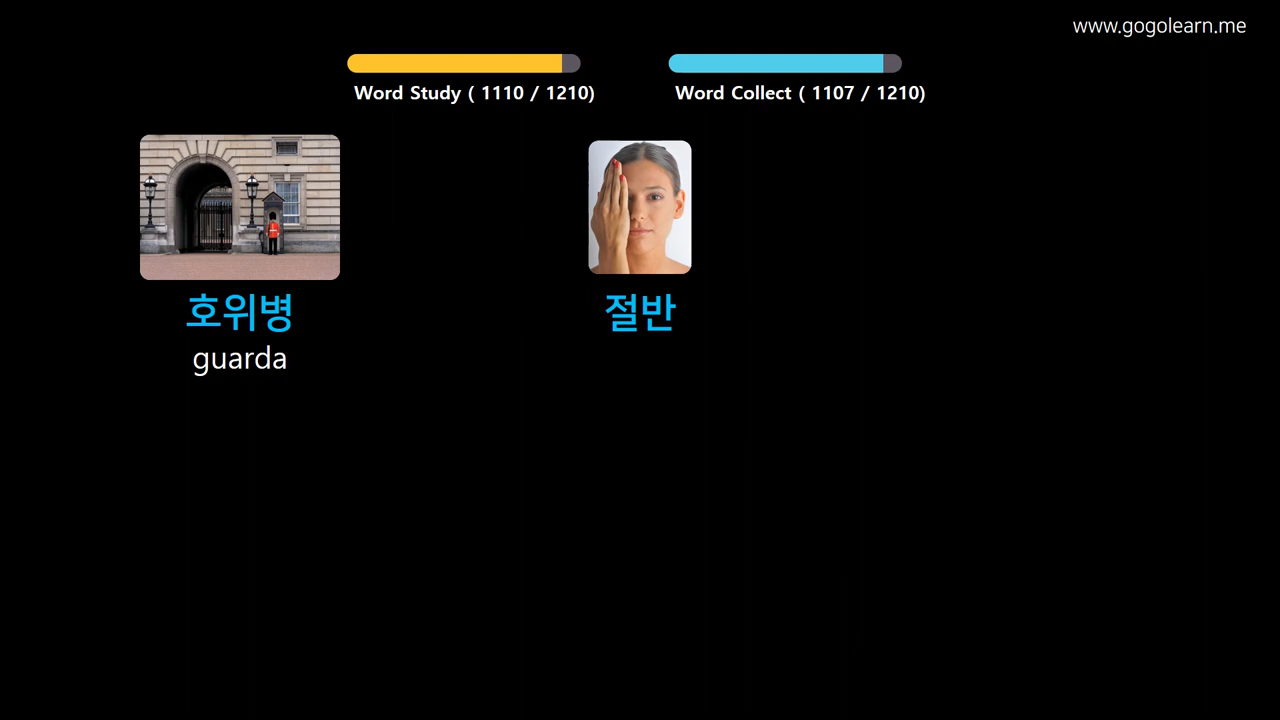 www.gogolearn.me
Word Study ( 1110 / 1210)
Word Collect ( 1107 / 1210)
호위병
절반
guarda